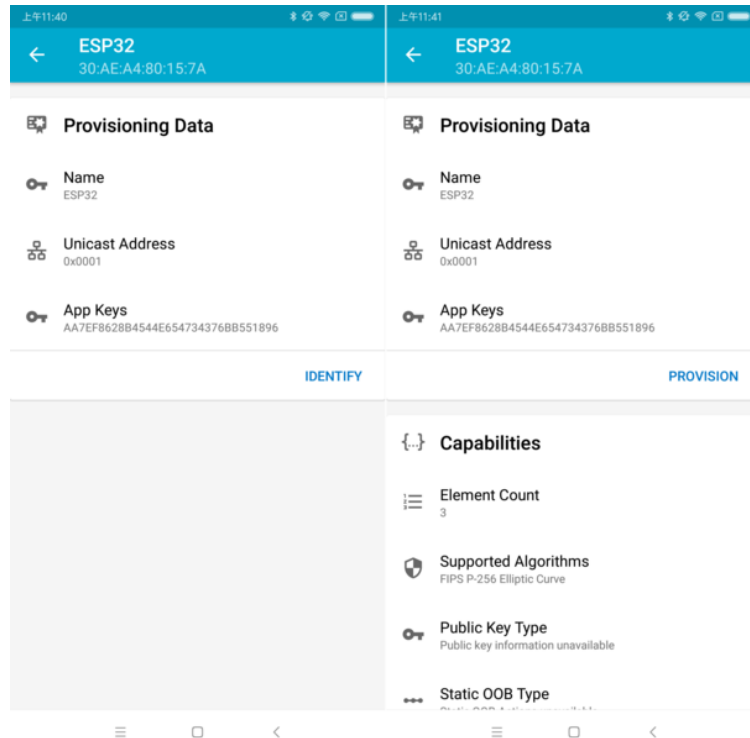 上午11:40
ESP32
30:AE:A4:80:15:7A
Provisioning Data
Name
ESP32
Unicast Address
0x0001
App Keys
AA7EF8628B4544E654734376BB551896
IDENTIFY
上午11:41
ESP32
30:AE:A4:80:15:7A
Provisioning Data
Name
ESP32
Unicast Address
0x0001
App Keys
AA7EF8628B4544E654734376BB551896
PROVISION
{...} Capabilities
Element Count
3
Supported Algorithms
FIPS P-256 Elliptic Curve
Public Key Type
Public key information unavailable
Static OOB Type